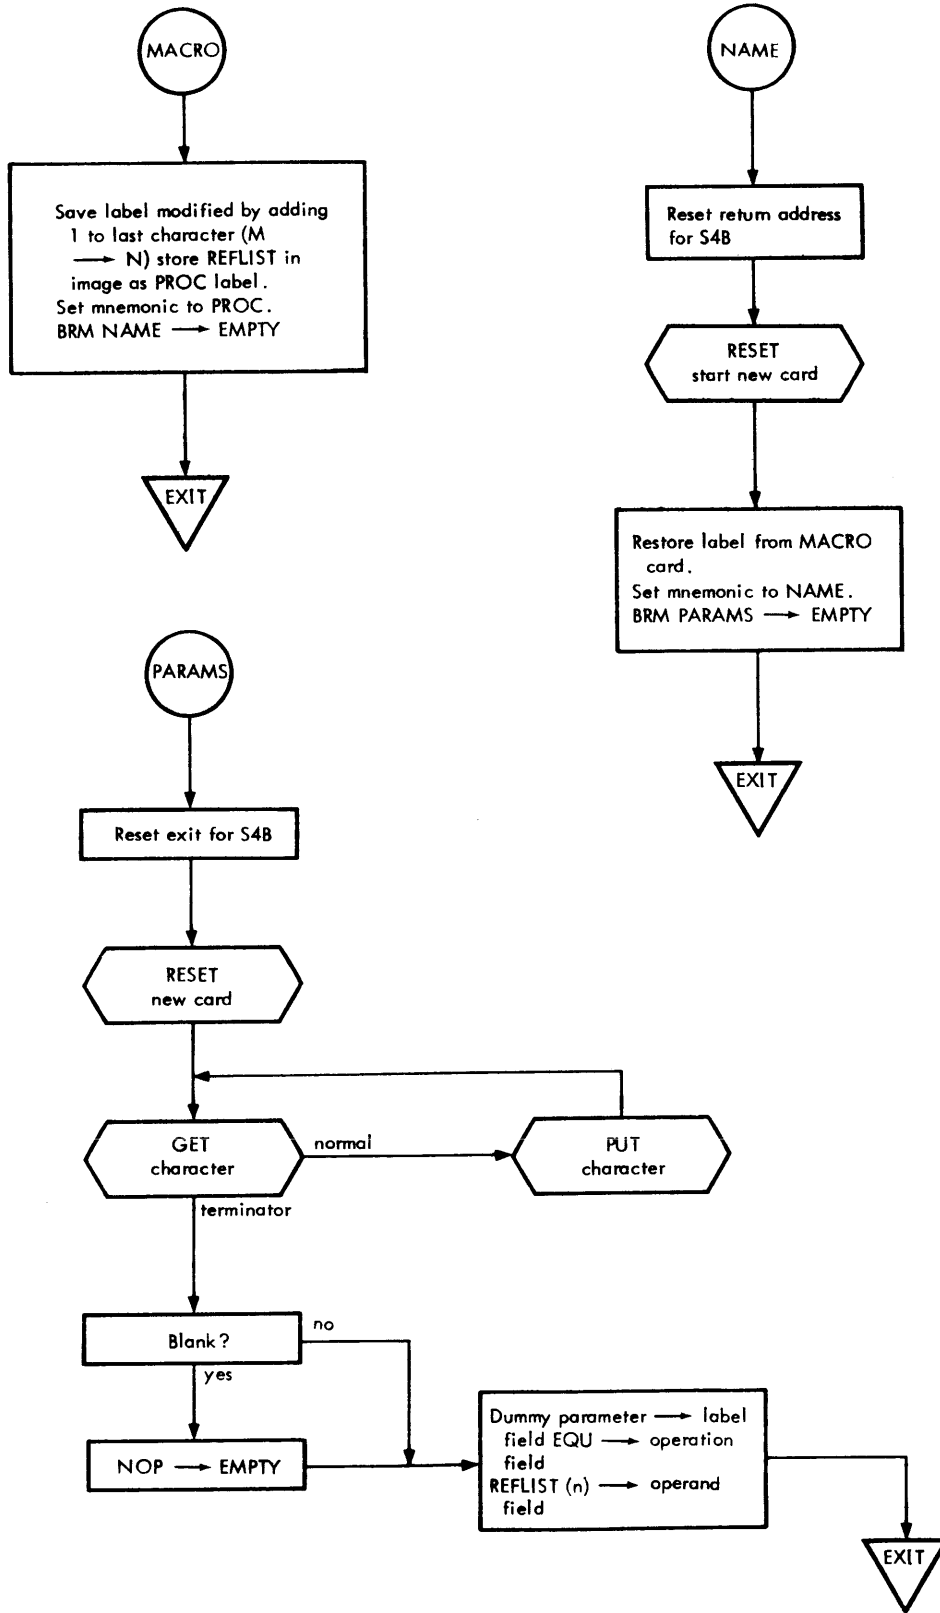 MACRO
Save label modified by adding
1 to last character (M
⟶ N) store REFLIST in
image as PROC label.
Set mnemonic to PROC.
BRM NAME ⟶ EMPTY
EXIT
NAME
Reset return address
for S4B
RESET
start new card
Restore label from MACRO
card.
Set mnemonic to NAME.
BRM PARAMS ⟶ EMPTY
EXIT
PARAMS
Reset exit for S4B
RESET
new card
GET
character
normal
PUT
character
terminator
Blank?
no
yes
NOP ⟶ EMPTY
Dummy parameter ⟶ label
field EQU ⟶ operation
field
REFLIST (n) ⟶ operand
field
EXIT